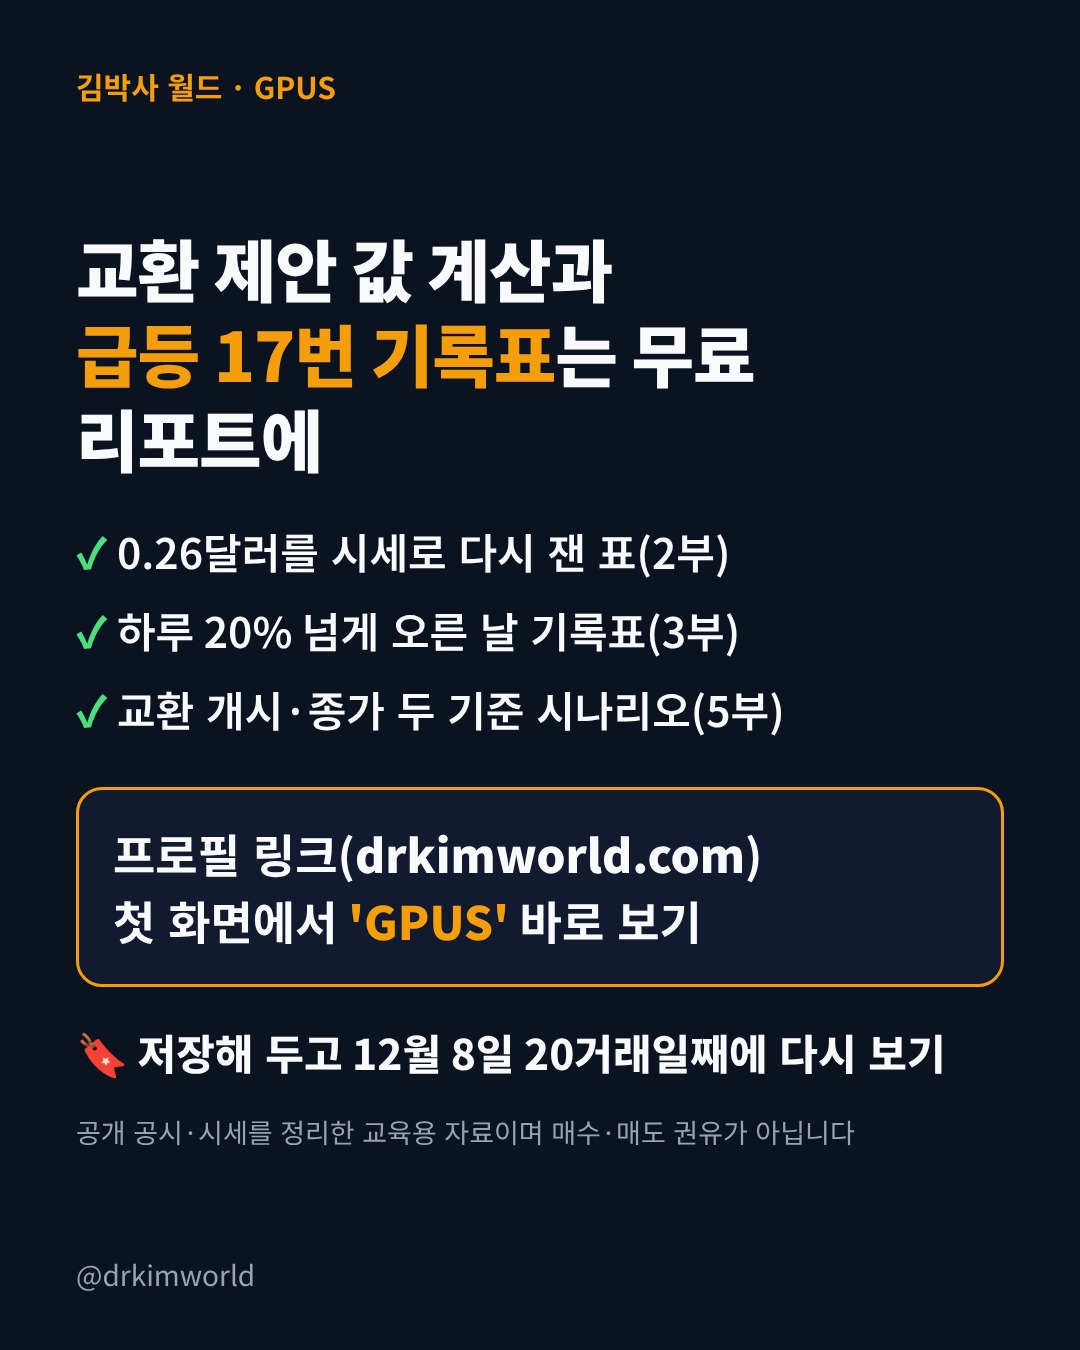 김박사 월드 · GPUS
교환 제안 값 계산과
급등 17번 기록표는 무료
리포트에
✓ 0.26달러를 시세로 다시 잰 표(2부)
✓ 하루 20% 넘게 오른 날 기록표(3부)
✓ 교환 개시·종가 두 기준 시나리오(5부)
프로필 링크(drkimworld.com)
첫 화면에서 'GPUS' 바로 보기
🔖 저장해 두고 12월 8일 20거래일째에 다시 보기
공개 공시·시세를 정리한 교육용 자료이며 매수·매도 권유가 아닙니다
@drkimworld